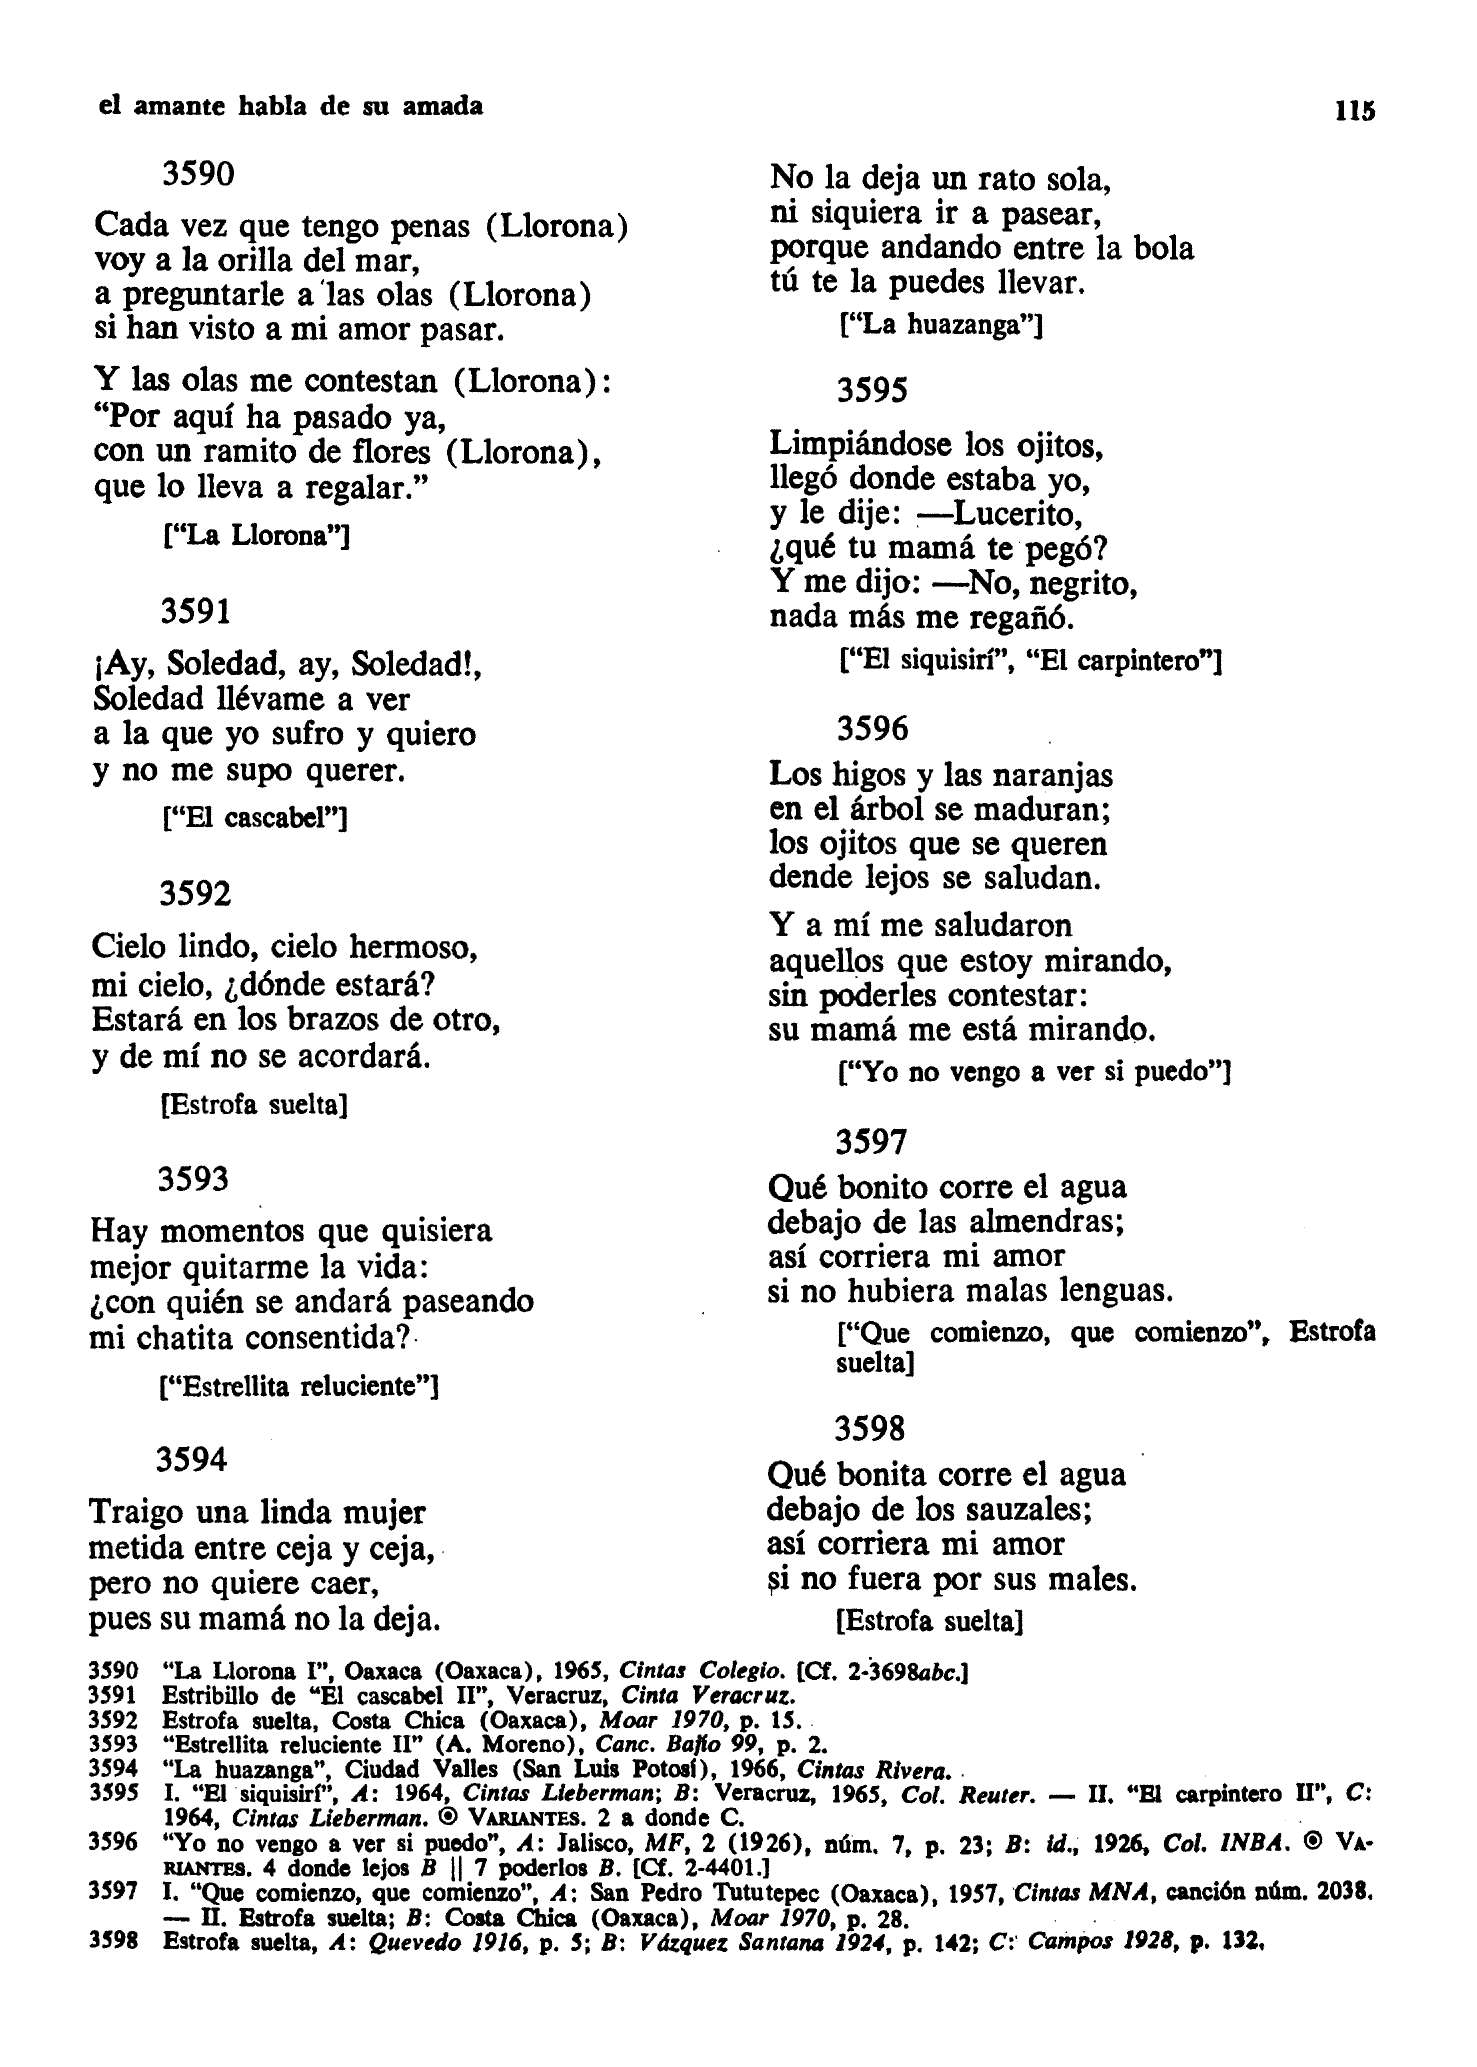 el amante habla de su amada
115
3590
Cada vez que tengo penas (Llorona)
voy a la orilla del mar,
a preguntarle a las olas (Llorona)
si han visto a mi amor pasar.
Y las olas me contestan (Llorona):
“Por aquí ha pasado ya,
con un ramito de flores (Llorona),
que lo lleva a regalar.”
[“La Llorona”]
3591
¡Ay, Soledad, ay, Soledad!,
Soledad llévame a ver
a la que yo sufro y quiero
y no me supo querer.
[“El cascabel”]
3592
Cielo lindo, cielo hermoso,
mi cielo, ¿dónde estará?
Estará en los brazos de otro,
y de mí no se acordará.
[Estrofa suelta]
3593
Hay momentos que quisiera
mejor quitarme la vida:
¿con quién se andará paseando
mi chatita consentida?
[“Estrellita reluciente”]
3594
Traigo una linda mujer
metida entre ceja y ceja,
pero no quiere caer,
pues su mamá no la deja.
No la deja un rato sola,
ni siquiera ir a pasear,
porque andando entre la bola
tú te la puedes llevar.
[“La huazanga”]
3595
Limpiándose los ojitos,
llegó donde estaba yo,
y le dije: —Lucerito,
¿qué tu mamá te pegó?
Y me dijo: —No, negrito,
nada más me regañó.
[“El siquisirí”, “El carpintero”]
3596
Los higos y las naranjas
en el árbol se maduran;
los ojitos que se queren
dende lejos se saludan.
Y a mí me saludaron
aquellos que estoy mirando,
sin poderles contestar:
su mamá me está mirando.
[“Yo no vengo a ver si puedo”]
3597
Qué bonito corre el agua
debajo de las almendras;
así corriera mi amor
si no hubiera malas lenguas.
[“Que comienzo, que comienzo”, Estrofa
suelta]
3598
Qué bonita corre el agua
debajo de los sauzales;
así corriera mi amor
si no fuera por sus males.
[Estrofa suelta]
3590 “La Llorona I”, Oaxaca (Oaxaca), 1965, Cintas Colegio. [Cf. 2-3698abc.]
3591 Estribillo de “El cascabel II”, Veracruz, Cinta Veracruz.
3592 Estrofa suelta, Costa Chica (Oaxaca), Moar 1970, p. 15.
3593 “Estrellita reluciente II” (A. Moreno), Canc. Bajío 99, p. 2.
3594 “La huazanga”, Ciudad Valles (San Luis Potosí), 1966, Cintas Rivera.
3595 I. “El siquisirí”, A: 1964, Cintas Lieberman; B: Veracruz, 1965, Col. Reuter. — II. “El carpintero II”, C:
1964, Cintas Lieberman. ⊙ VARIANTES. 2 a donde C.
3596 “Yo no vengo a ver si puedo”, A: Jalisco, MF, 2 (1926), núm. 7, p. 23; B: id., 1926, Col. INBA. ⊙ VA-
RIANTES. 4 donde lejos B || 7 poderlos B. [Cf. 2-4401.]
3597 I. “Que comienzo, que comienzo”, A: San Pedro Tututepec (Oaxaca), 1957, Cintas MNA, canción núm. 2038.
— II. Estrofa suelta; B: Costa Chica (Oaxaca), Moar 1970, p. 28.
3598 Estrofa suelta, A: Quevedo 1916, p. 5; B: Vázquez Santana 1924, p. 142; C: Campos 1928, p. 132.